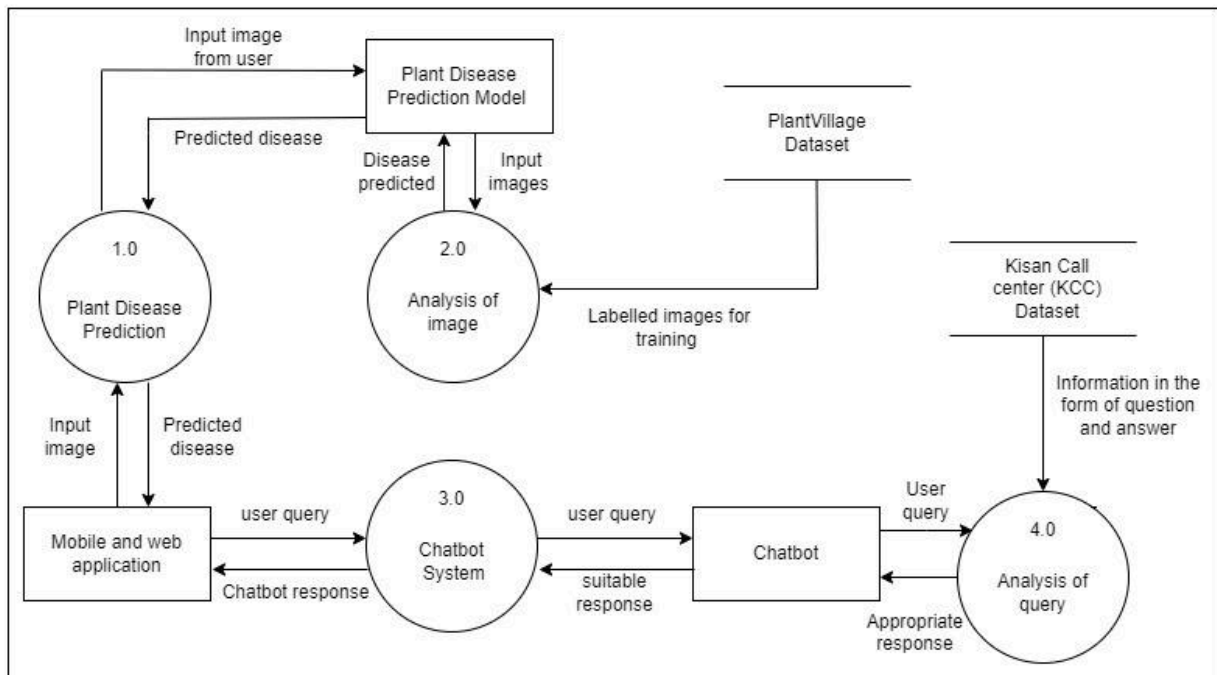 Input image
from user
Plant Disease
Prediction Model
PlantVillage
Dataset
Predicted disease
Disease
predicted
Input
images
1.0
Plant Disease
Prediction
2.0
Analysis of
image
Kisan Call
center (KCC)
Dataset
Labelled images for
training
Information in the
form of question
and answer
Input
image
Predicted
disease
Mobile and web
application
user query
Chatbot response
3.0
Chatbot
System
user query
suitable
response
Chatbot
User
query
Appropriate
response
4.0
Analysis of
query